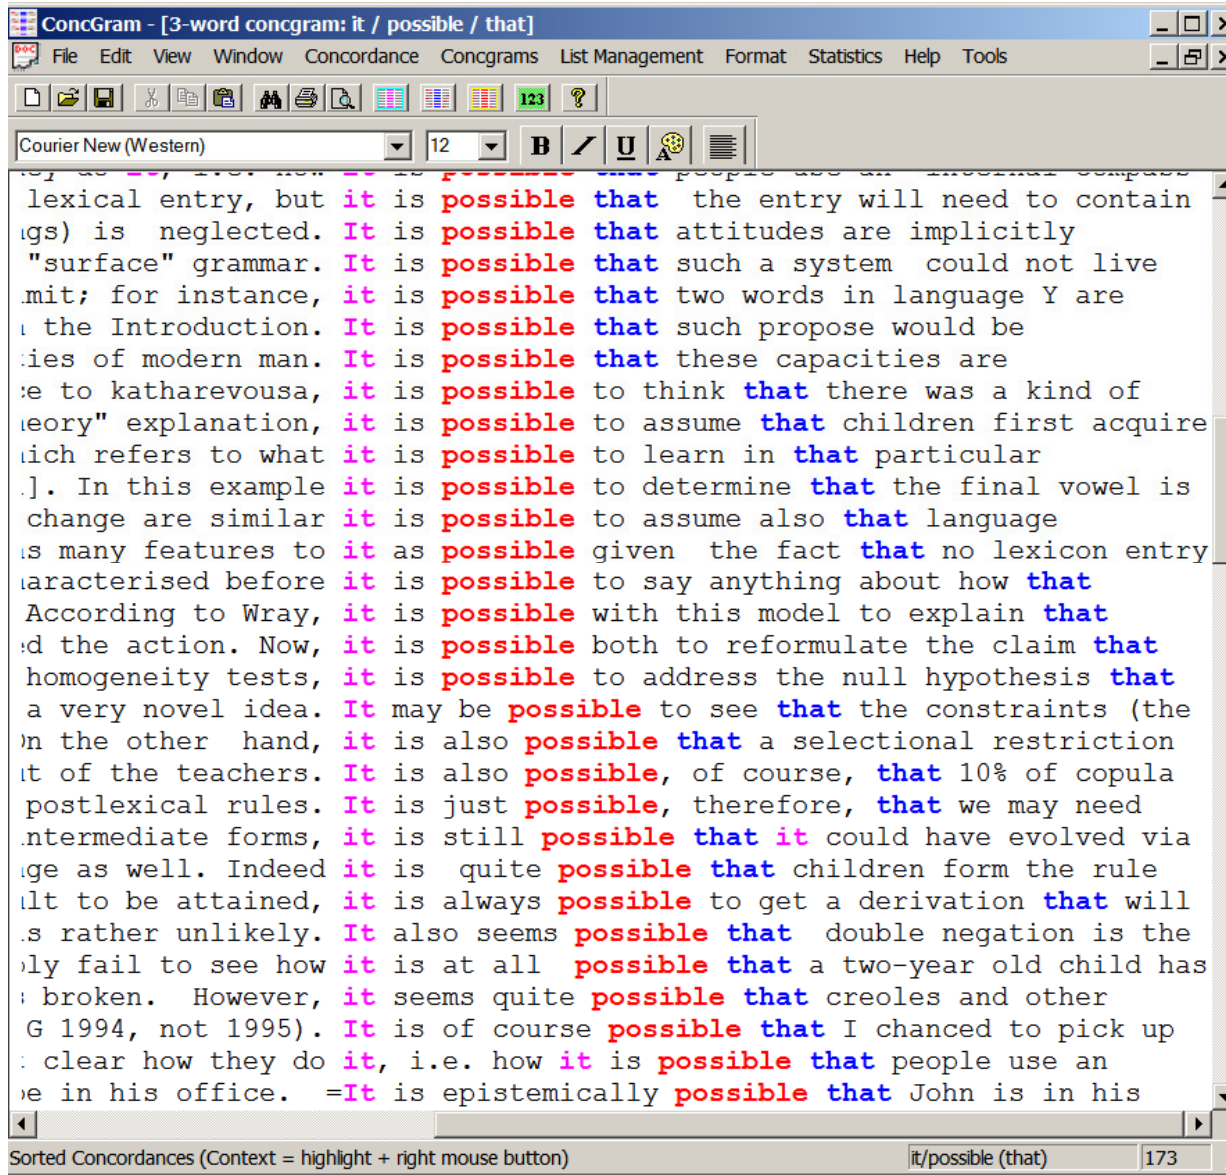 ConcGram - [3-word concgram: it / possible / that]
File Edit View Window Concordance Concgrams List Management Format Statistics Help Tools
123
Courier New (Western) 12 B I U A
as it, i.e. how it is possible that people use an internal compass
lexical entry, but it is possible that the entry will need to contain
gs) is neglected. It is possible that attitudes are implicitly
"surface" grammar. It is possible that such a system could not live
mit; for instance, it is possible that two words in language Y are
the Introduction. It is possible that such propose would be
ies of modern man. It is possible that these capacities are
e to katharevousa, it is possible to think that there was a kind of
eory" explanation, it is possible to assume that children first acquire
ich refers to what it is possible to learn in that particular
]. In this example it is possible to determine that the final vowel is
change are similar it is possible to assume also that language
s many features to it as possible given the fact that no lexicon entry
aracterised before it is possible to say anything about how that
According to Wray, it is possible with this model to explain that
d the action. Now, it is possible both to reformulate the claim that
homogeneity tests, it is possible to address the null hypothesis that
a very novel idea. It may be possible to see that the constraints (the
On the other hand, it is also possible that a selectional restriction
t of the teachers. It is also possible, of course, that 10% of copula
postlexical rules. It is just possible, therefore, that we may need
intermediate forms, it is still possible that it could have evolved via
ge as well. Indeed it is quite possible that children form the rule
lt to be attained, it is always possible to get a derivation that will
s rather unlikely. It also seems possible that double negation is the
ly fail to see how it is at all possible that a two-year old child has
broken. However, it seems quite possible that creoles and other
G 1994, not 1995). It is of course possible that I chanced to pick up
clear how they do it, i.e. how it is possible that people use an
e in his office. =It is epistemically possible that John is in his
Sorted Concordances (Context = highlight + right mouse button) it/possible (that) 173